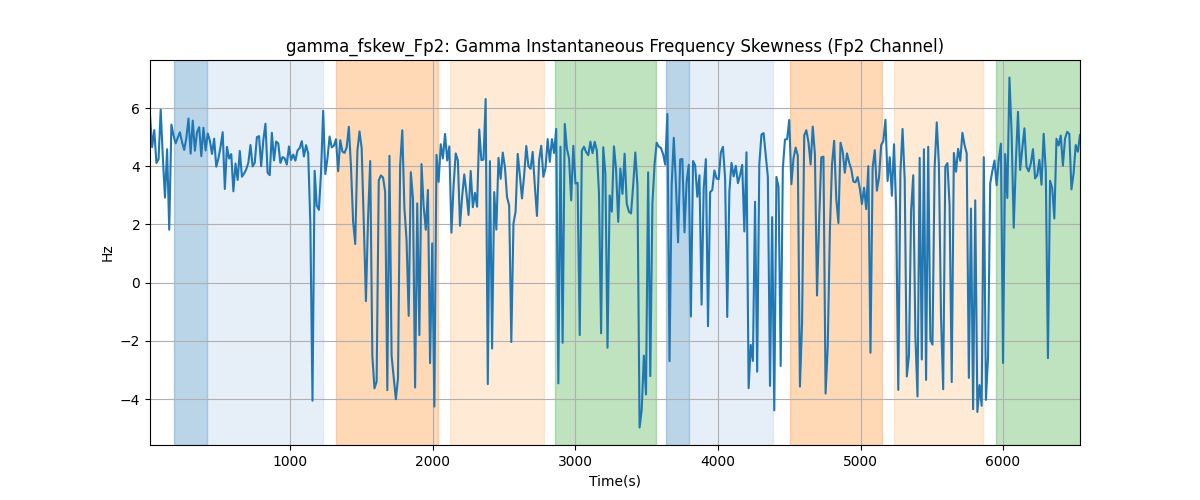 gamma_fskew_Fp2: Gamma Instantaneous Frequency Skewness (Fp2 Channel)
6
4
2
0
−2
−4
Hz
1000 2000 3000 4000 5000 6000
Time(s)